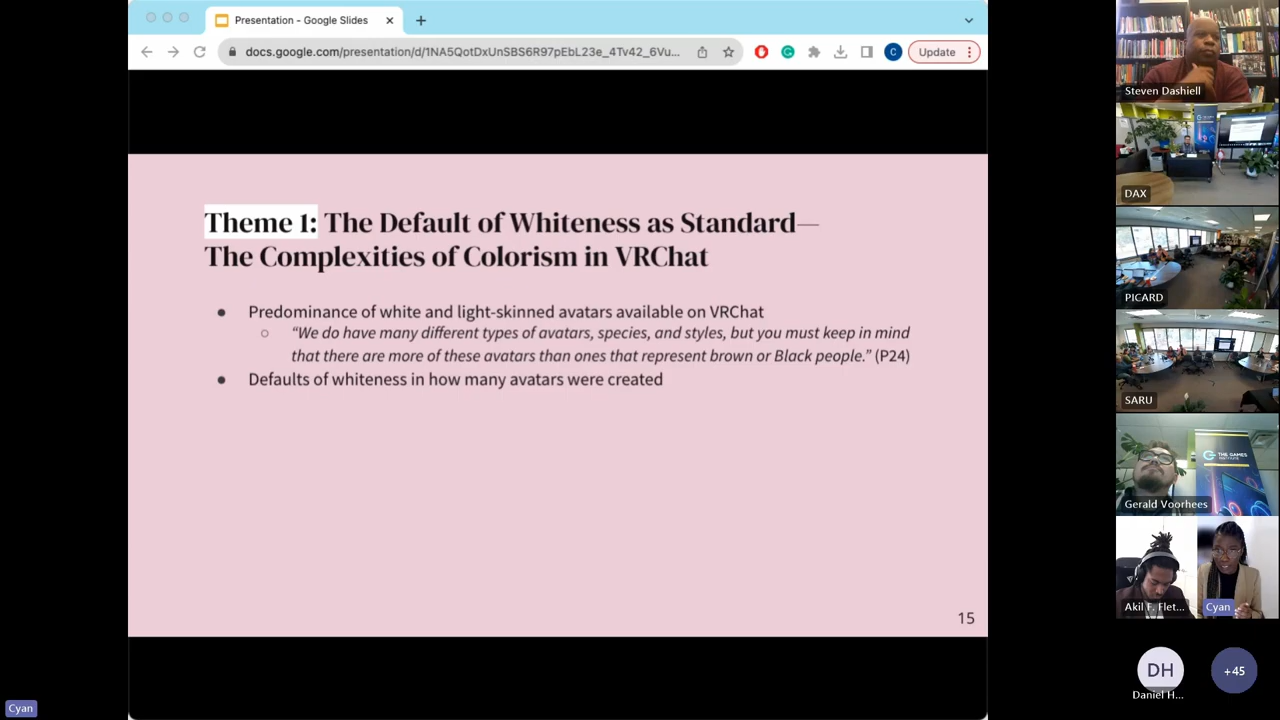 Presentation - Google Slides
docs.google.com/presentation/d/1NA5QotDxUnSBS6R97pEbL23e_4Tv42_6Vu...
C
Update
Theme 1: The Default of Whiteness as Standard—
The Complexities of Colorism in VRChat
Predominance of white and light-skinned avatars available on VRChat
“We do have many different types of avatars, species, and styles, but you must keep in mind
that there are more of these avatars than ones that represent brown or Black people.” (P24)
Defaults of whiteness in how many avatars were created
15
Steven Dashiell
DAX
PICARD
SARU
THE GAMES
INSTITUTE
Gerald Voorhees
Akil F. Flet...
Cyan
DH
+45
Daniel H...
Cyan